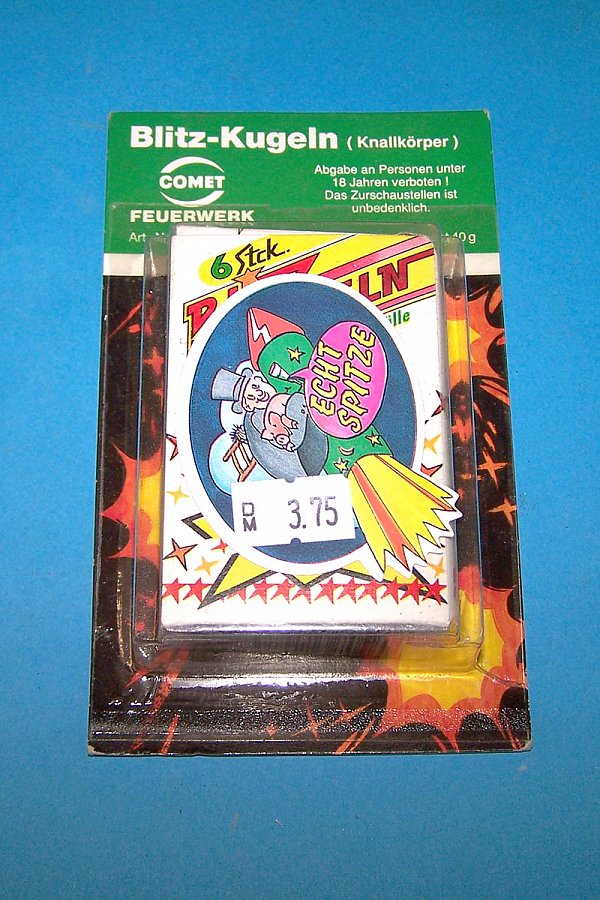 Blitz-Kugeln (Knallkörper)
COMET
FEUERWERK
Abgabe an Personen unter
18 Jahren verboten !
Das Zurschaustellen ist
unbedenklich.
40 g
6 Stck.
ECHT
SPITZE
DM 3.75